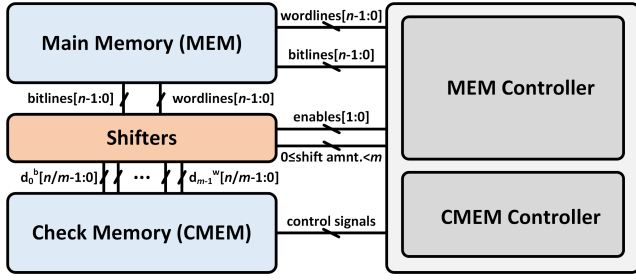 Main Memory (MEM)
wordlines[n-1:0]
bitlines[n-1:0]
MEM Controller
bitlines[n-1:0]
wordlines[n-1:0]
Shifters
enables[1:0]
0≤shift amnt.<m
d₀ᵇ[n/m-1:0]
...
dₘ₋₁ʷ[n/m-1:0]
Check Memory (CMEM)
control signals
CMEM Controller